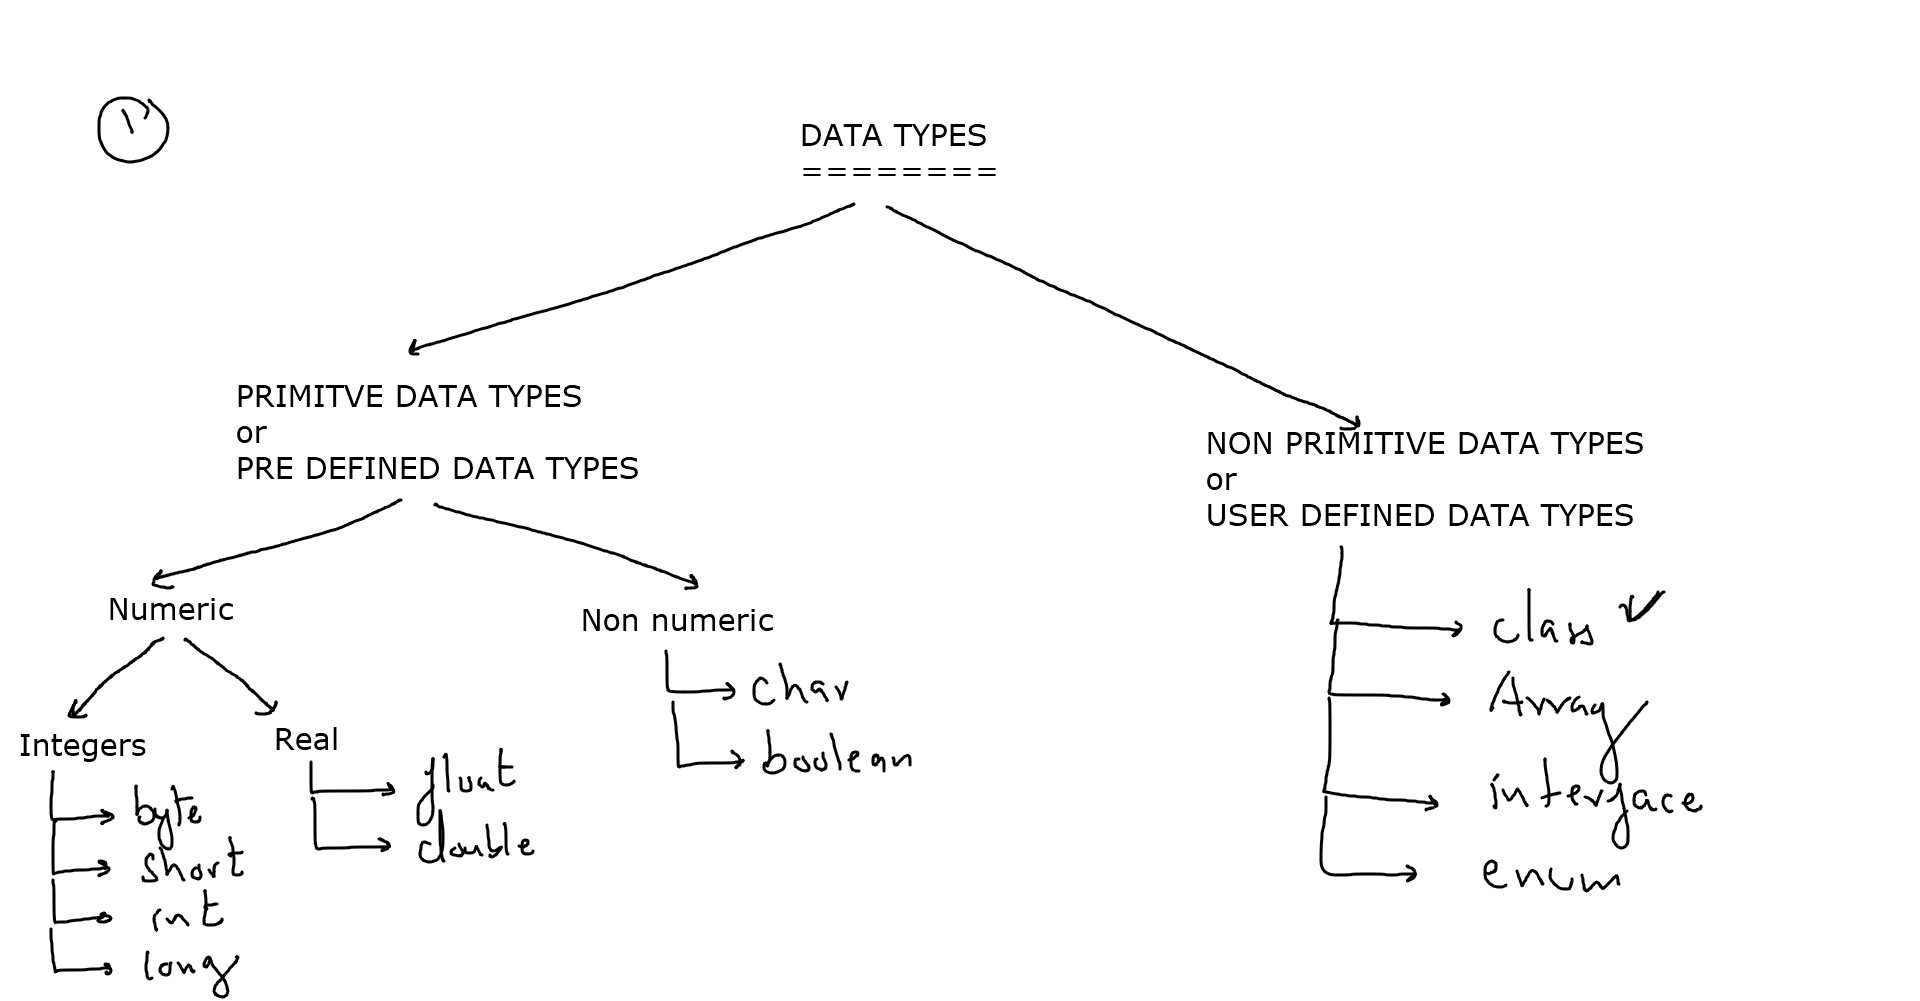 DATA TYPES
========
PRIMITVE DATA TYPES
or
PRE DEFINED DATA TYPES
NON PRIMITIVE DATA TYPES
or
USER DEFINED DATA TYPES
Numeric
Non numeric
Integers
byte
short
int
long
Real
float
double
char
boolean
class
Array
interface
enum